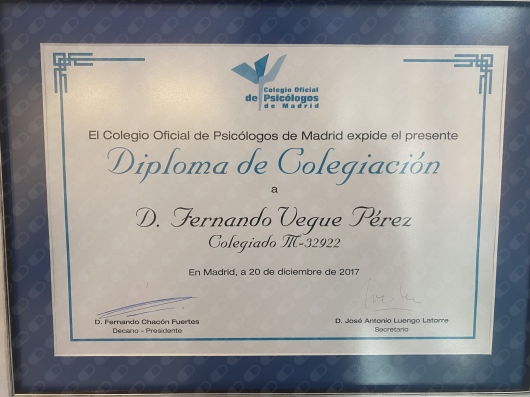 Colegio Oficial
de Psicólogos
de Madrid
El Colegio Oficial de Psicólogos de Madrid expide el presente
Diploma de Colegiación
a
D. Fernando Vegue Pérez
Colegiado M-32922
En Madrid, a 20 de diciembre de 2017
D. Fernando Chacón Fuertes
Decano - Presidente
D. José Antonio Luengo Latorre
Secretario